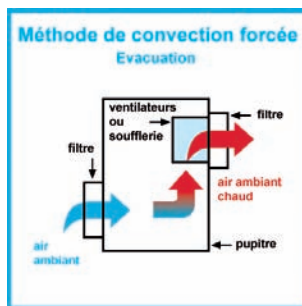 Méthode de convection forcée
Evacuation
ventilateurs
ou
soufflerie
filtre
filtre
air ambiant
chaud
air
ambiant
pupitre